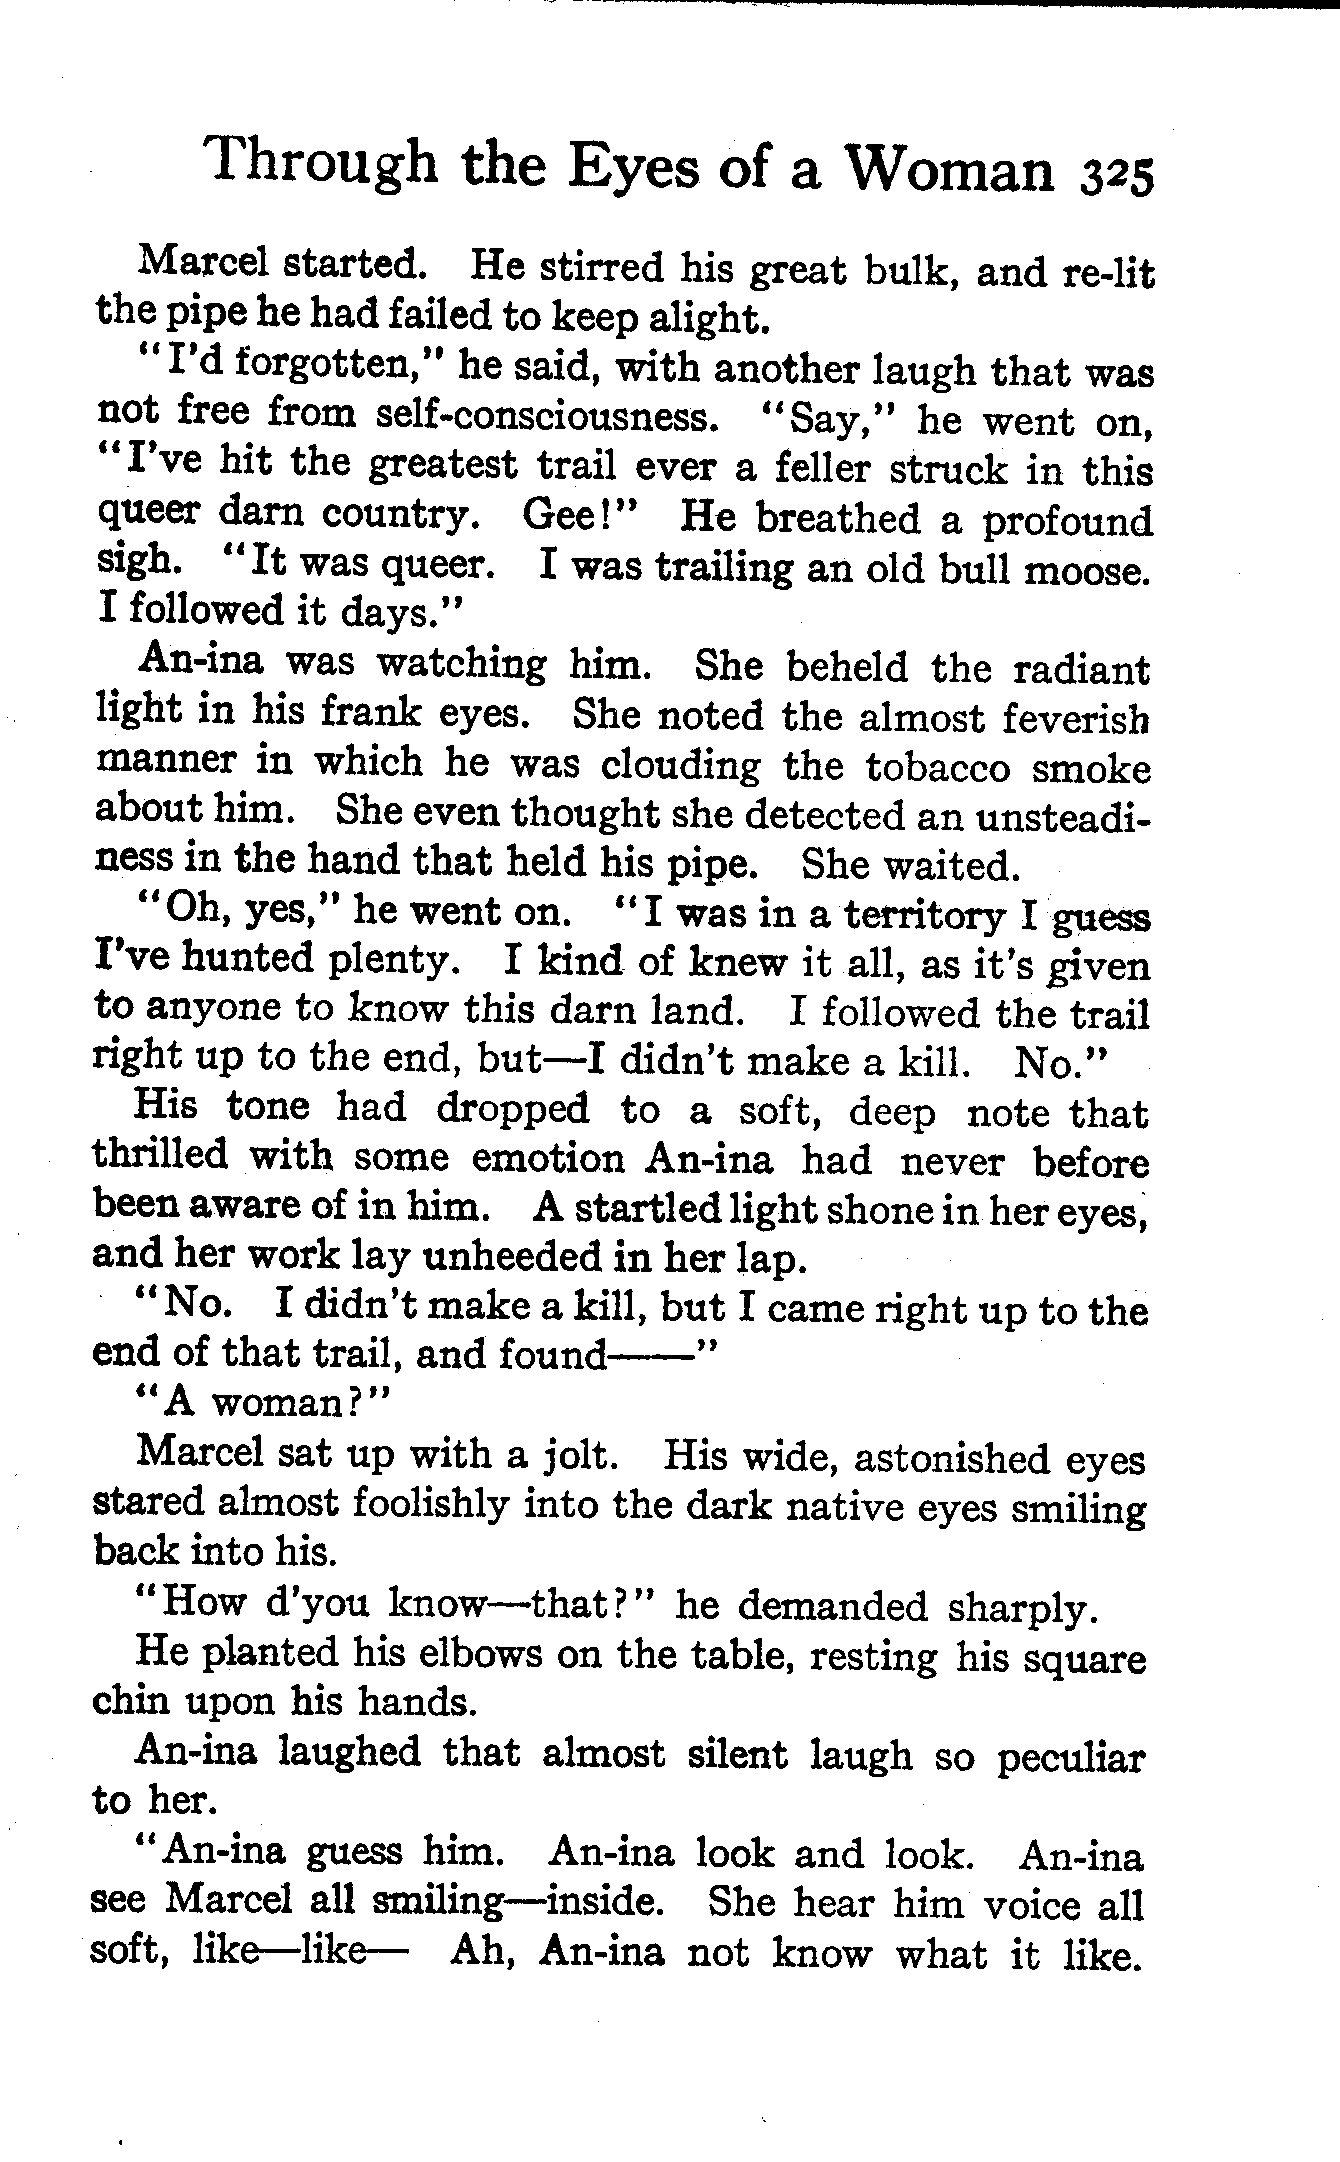 Through the Eyes of a Woman 325
Marcel started. He stirred his great bulk, and re-lit
the pipe he had failed to keep alight.
"I'd forgotten," he said, with another laugh that was
not free from self-consciousness. "Say," he went on,
"I've hit the greatest trail ever a feller struck in this
queer darn country. Gee!" He breathed a profound
sigh. "It was queer. I was trailing an old bull moose.
I followed it days."
An-ina was watching him. She beheld the radiant
light in his frank eyes. She noted the almost feverish
manner in which he was clouding the tobacco smoke
about him. She even thought she detected an unsteadi-
ness in the hand that held his pipe. She waited.
"Oh, yes," he went on. "I was in a territory I guess
I've hunted plenty. I kind of knew it all, as it's given
to anyone to know this darn land. I followed the trail
right up to the end, but—I didn't make a kill. No."
His tone had dropped to a soft, deep note that
thrilled with some emotion An-ina had never before
been aware of in him. A startled light shone in her eyes,
and her work lay unheeded in her lap.
"No. I didn't make a kill, but I came right up to the
end of that trail, and found——"
"A woman?"
Marcel sat up with a jolt. His wide, astonished eyes
stared almost foolishly into the dark native eyes smiling
back into his.
"How d'you know—that?" he demanded sharply.
He planted his elbows on the table, resting his square
chin upon his hands.
An-ina laughed that almost silent laugh so peculiar
to her.
"An-ina guess him. An-ina look and look. An-ina
see Marcel all smiling—inside. She hear him voice all
soft, like—like— Ah, An-ina not know what it like.